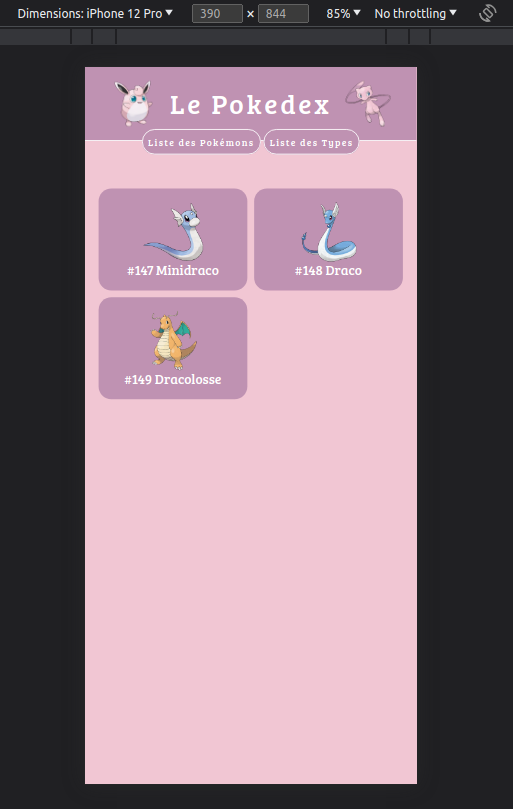 Dimensions: iPhone 12 Pro ▼ 390 × 844 85% ▼ No throttling ▼
Le Pokedex
Liste des Pokémons Liste des Types
#147 Minidraco #148 Draco
#149 Dracolosse